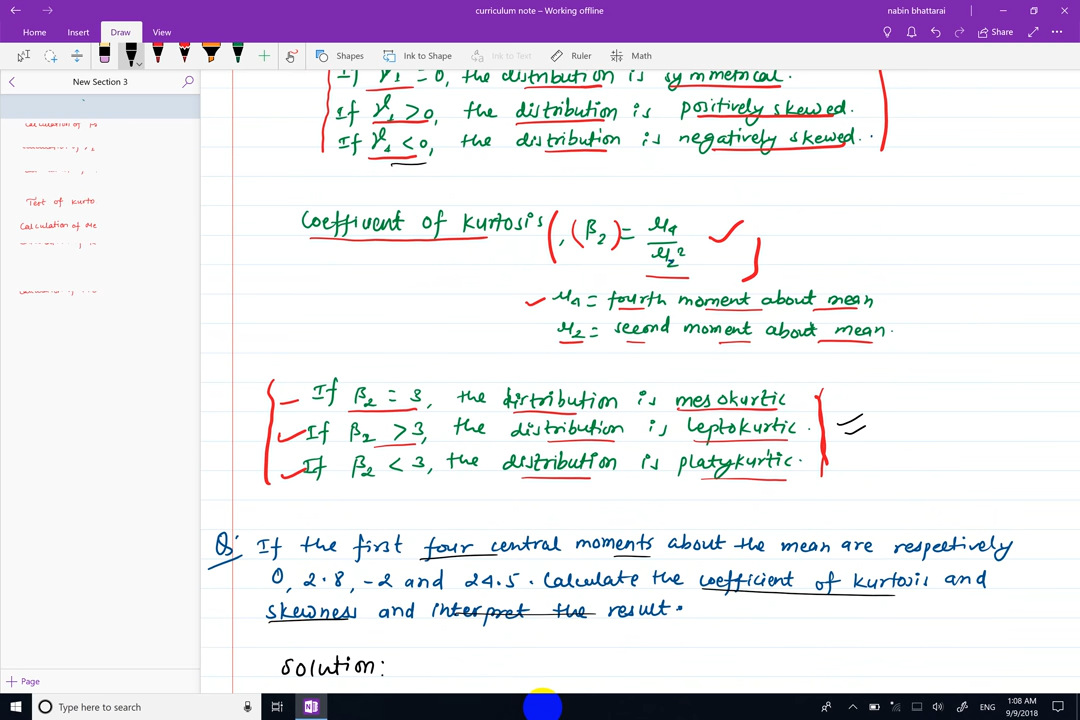 curriculum note – Working offline
nabin bhattarai
Home Insert Draw View
Share
Shapes Ink to Shape Ink to Text Ruler Math
New Section 3
Test of Kurto
Calculation of
Page
If γ₁ = 0, the distribution is symmetrical.
If γ₁ > 0, the distribution is positively skewed.
If γ₁ < 0, the distribution is negatively skewed.
Coefficient of Kurtosis, (β₂) = μ₄ / μ₂²
μ₄ = fourth moment about mean
μ₂ = second moment about mean.
If β₂ = 3, the distribution is mesokurtic
If β₂ > 3, the distribution is leptokurtic.
If β₂ < 3, the distribution is platykurtic.
Q: If the first four central moments about the mean are respectively
0, 2.8, -2 and 24.5. Calculate the coefficient of kurtosis and
skewness and interpret the result.
Solution:
Type here to search
ENG
1:08 AM
9/9/2018